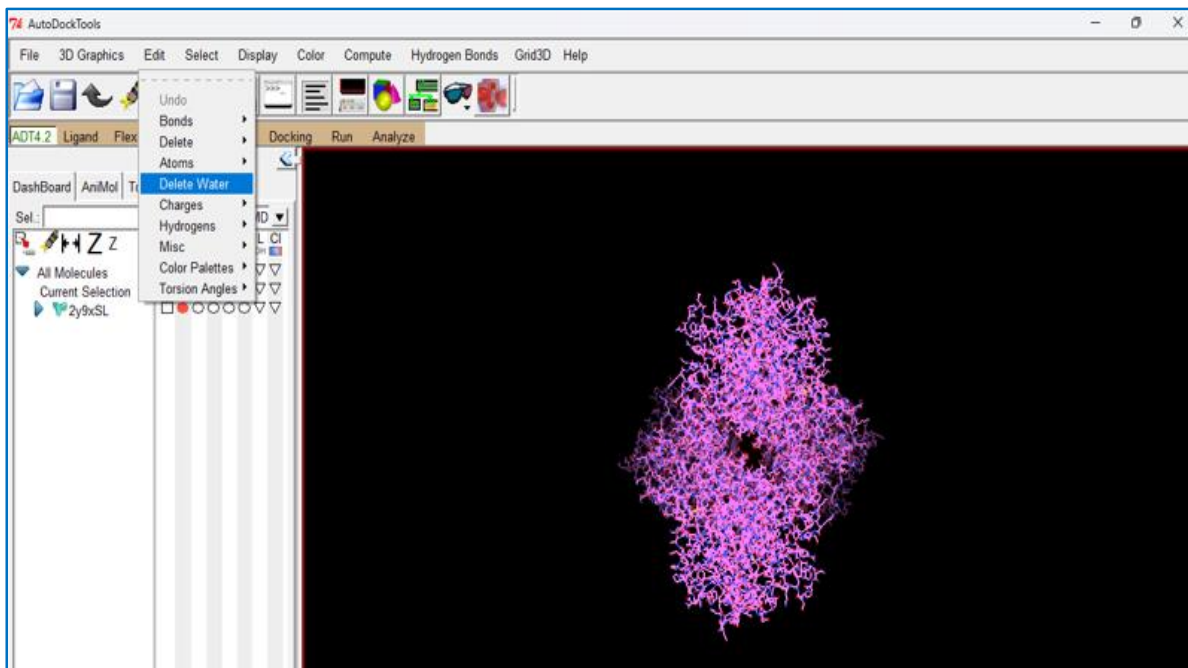 AutoDockTools
File 3D Graphics Edit Select Display Color Compute Hydrogen Bonds Grid3D Help
ADT4.2 Ligand Flex Docking Run Analyze
Undo
Bonds
Delete
Atoms
Delete Water
Charges
Hydrogens
Misc
Color Palettes
Torsion Angles
DashBoard AniMol
Sel.:
Z Z
L Cl
All Molecules
Current Selection
2y9xSL